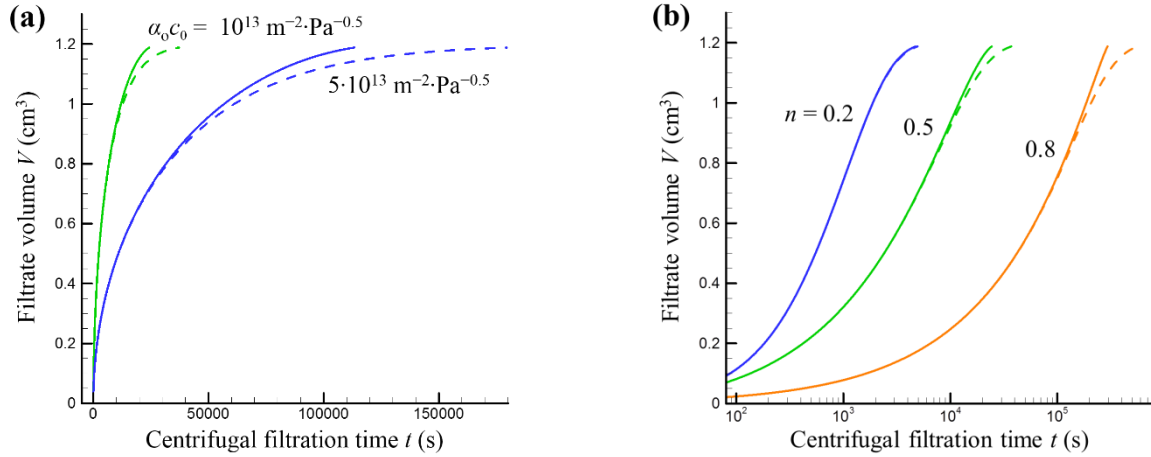 (a)
α₀c₀ = 10¹³ m⁻²·Pa⁻⁰·⁵
5·10¹³ m⁻²·Pa⁻⁰·⁵
Filtrate volume V (cm³)
1.2
1
0.8
0.6
0.4
0.2
0
0
50000
100000
150000
Centrifugal filtration time t (s)
(b)
n = 0.2
0.5
0.8
Filtrate volume V (cm³)
1.2
1
0.8
0.6
0.4
0.2
0
10²
10³
10⁴
10⁵
Centrifugal filtration time t (s)